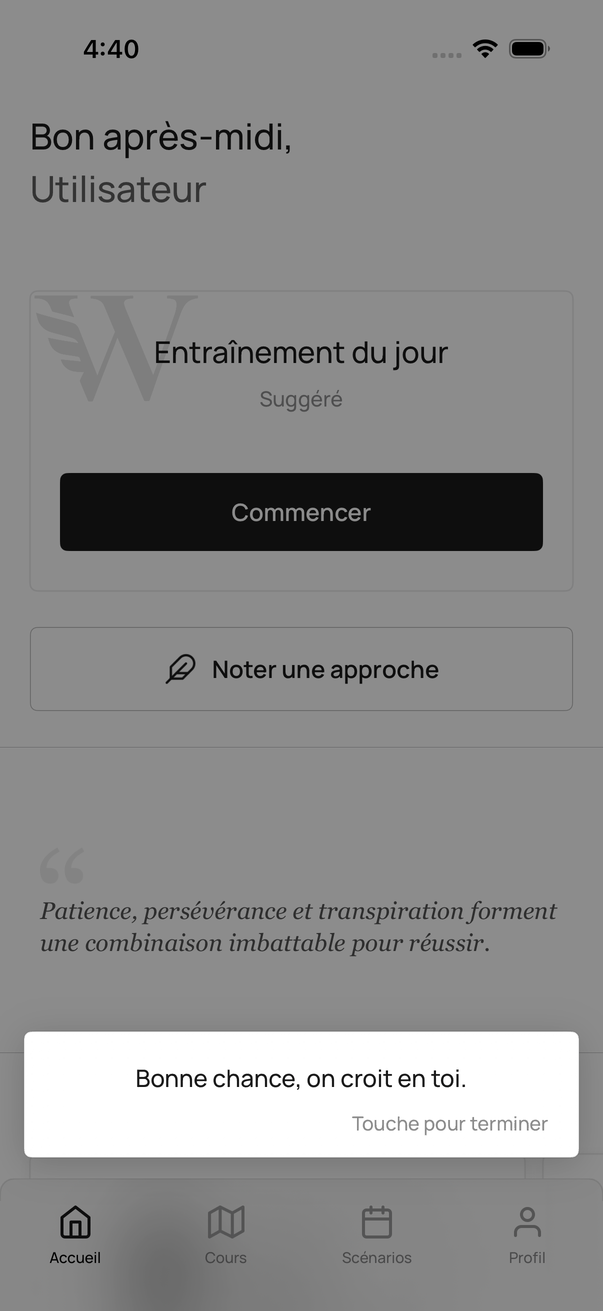 4:40
Bon après-midi,
Utilisateur
W
Entraînement du jour
Suggéré
Commencer
Noter une approche
“
Patience, persévérance et transpiration forment
une combinaison imbattable pour réussir.
Bonne chance, on croit en toi.
Touche pour terminer
Accueil
Cours
Scénarios
Profil